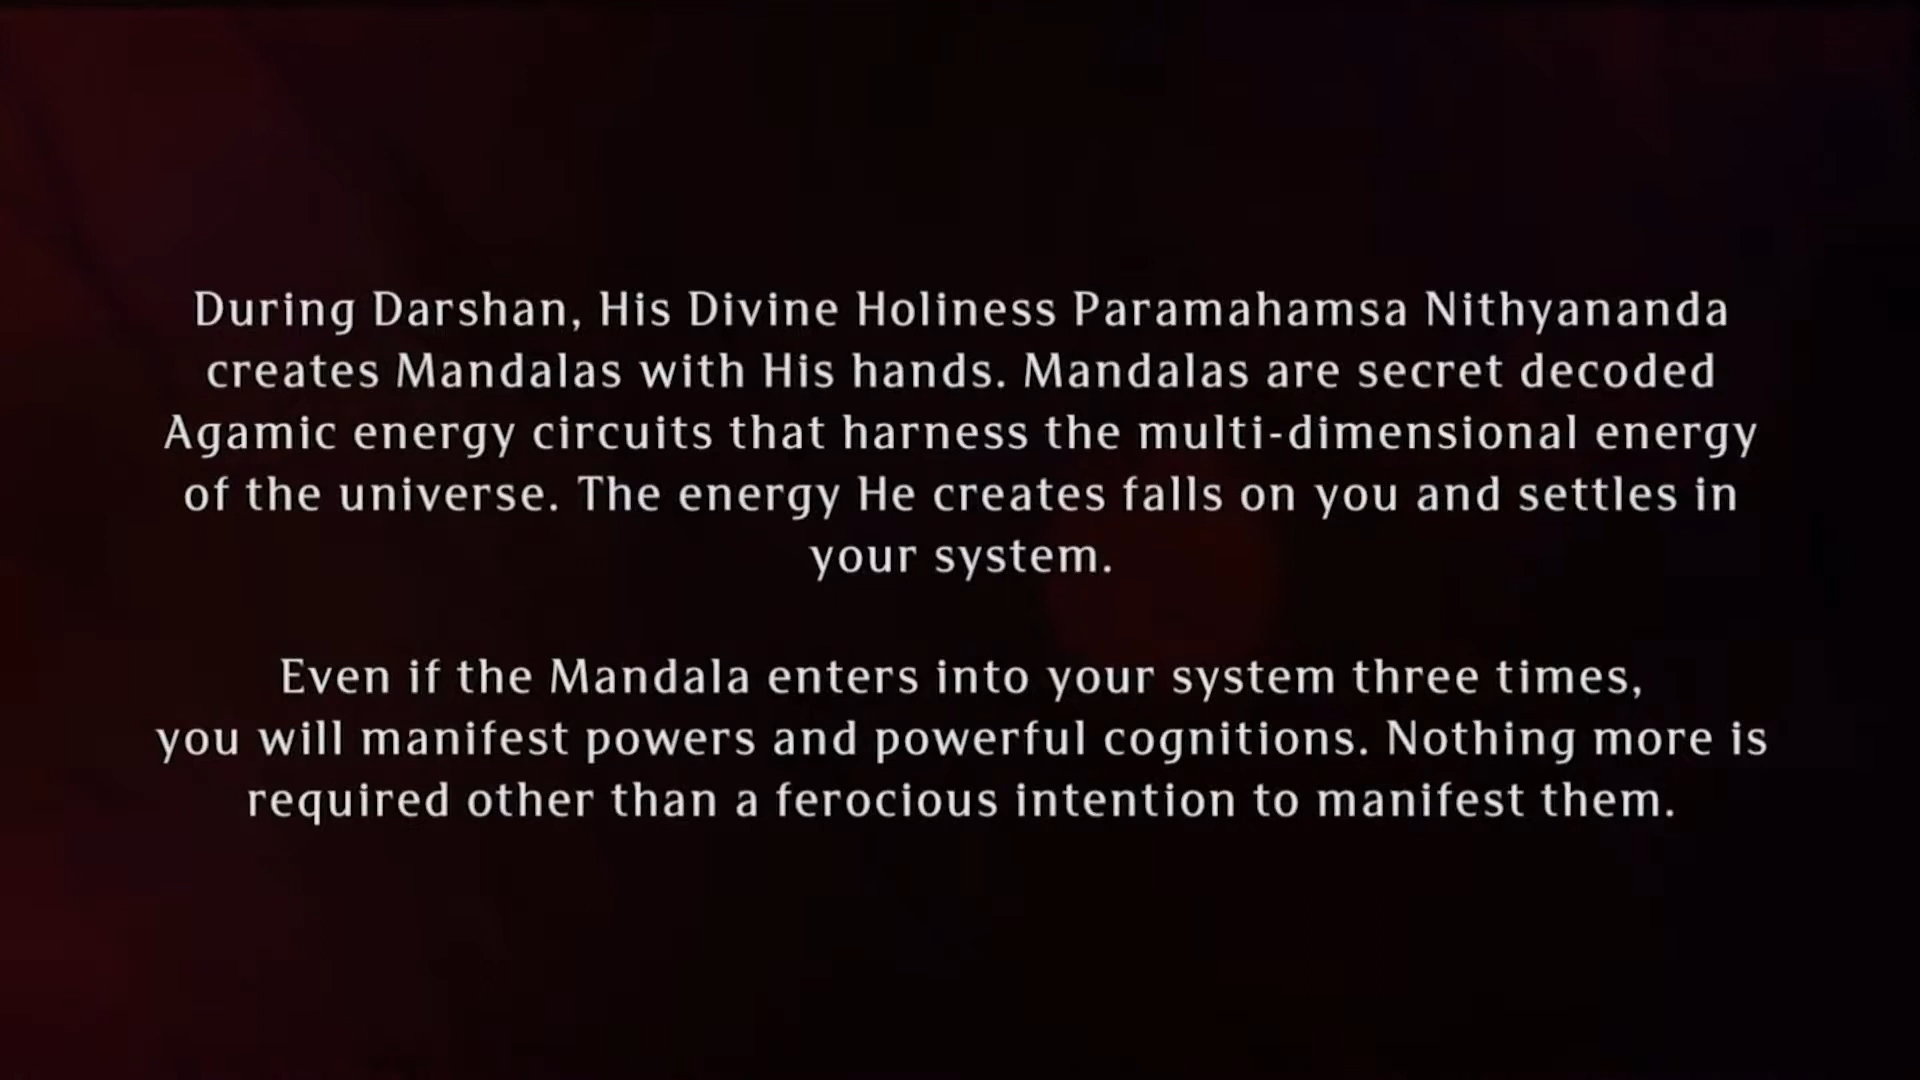 During Darshan, His Divine Holiness Paramahamsa Nithyananda
creates Mandalas with His hands. Mandalas are secret decoded
Agamic energy circuits that harness the multi-dimensional energy
of the universe. The energy He creates falls on you and settles in
your system.
Even if the Mandala enters into your system three times,
you will manifest powers and powerful cognitions. Nothing more is
required other than a ferocious intention to manifest them.